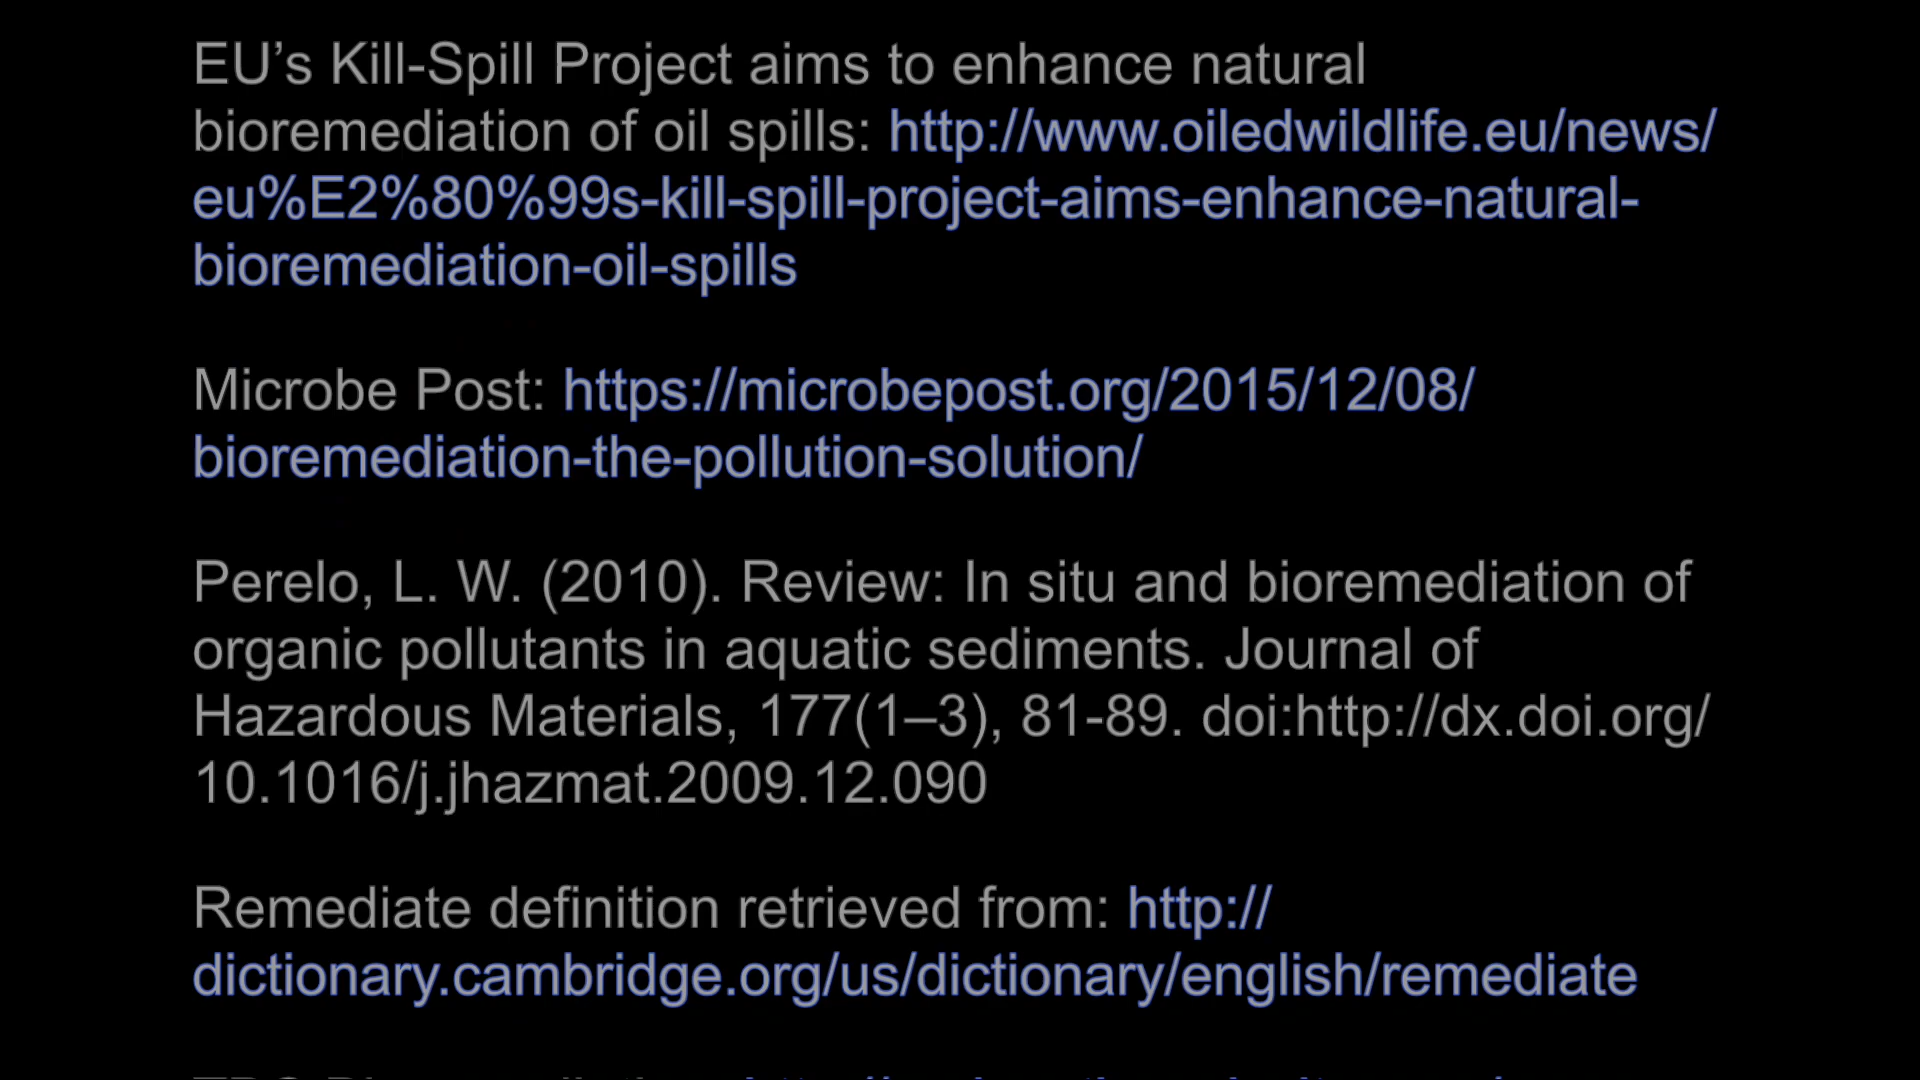 EU’s Kill-Spill Project aims to enhance natural
bioremediation of oil spills: http://www.oiledwildlife.eu/news/
eu%E2%80%99s-kill-spill-project-aims-enhance-natural-
bioremediation-oil-spills
Microbe Post: https://microbepost.org/2015/12/08/
bioremediation-the-pollution-solution/
Perelo, L. W. (2010). Review: In situ and bioremediation of
organic pollutants in aquatic sediments. Journal of
Hazardous Materials, 177(1–3), 81-89. doi:http://dx.doi.org/
10.1016/j.jhazmat.2009.12.090
Remediate definition retrieved from: http://
dictionary.cambridge.org/us/dictionary/english/remediate